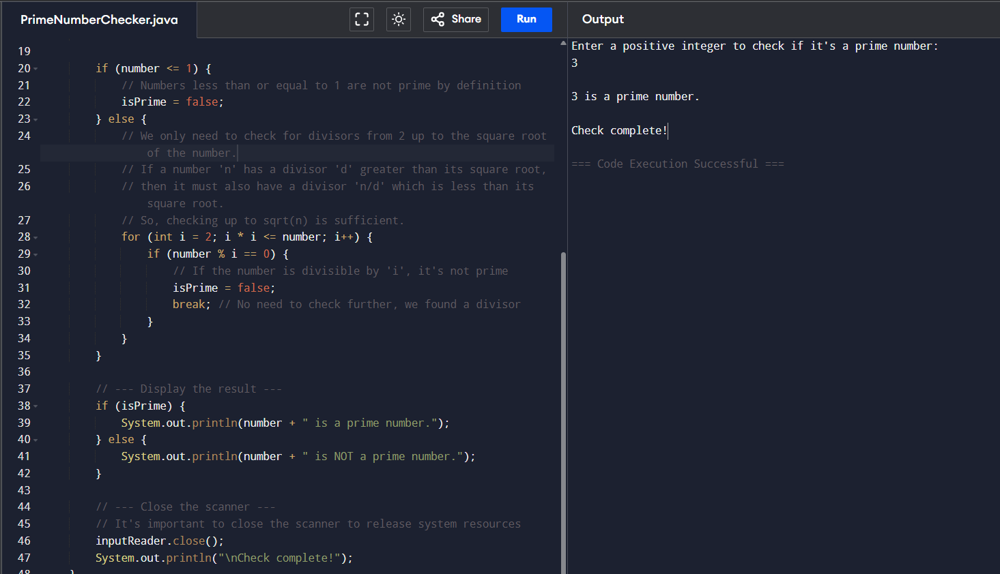 PrimeNumberChecker.java
Share
Run
Output
19
20 if (number <= 1) {
21 // Numbers less than or equal to 1 are not prime by definition
22 isPrime = false;
23 } else {
24 // We only need to check for divisors from 2 up to the square root
of the number.
25 // If a number 'n' has a divisor 'd' greater than its square root,
26 // then it must also have a divisor 'n/d' which is less than its
square root.
27 // So, checking up to sqrt(n) is sufficient.
28 for (int i = 2; i * i <= number; i++) {
29 if (number % i == 0) {
30 // If the number is divisible by 'i', it's not prime
31 isPrime = false;
32 break; // No need to check further, we found a divisor
33 }
34 }
35 }
36
37 // --- Display the result ---
38 if (isPrime) {
39 System.out.println(number + " is a prime number.");
40 } else {
41 System.out.println(number + " is NOT a prime number.");
42 }
43
44 // --- Close the scanner ---
45 // It's important to close the scanner to release system resources
46 inputReader.close();
47 System.out.println("\nCheck complete!");
48 }
Enter a positive integer to check if it's a prime number:
3
3 is a prime number.
Check complete!
=== Code Execution Successful ===